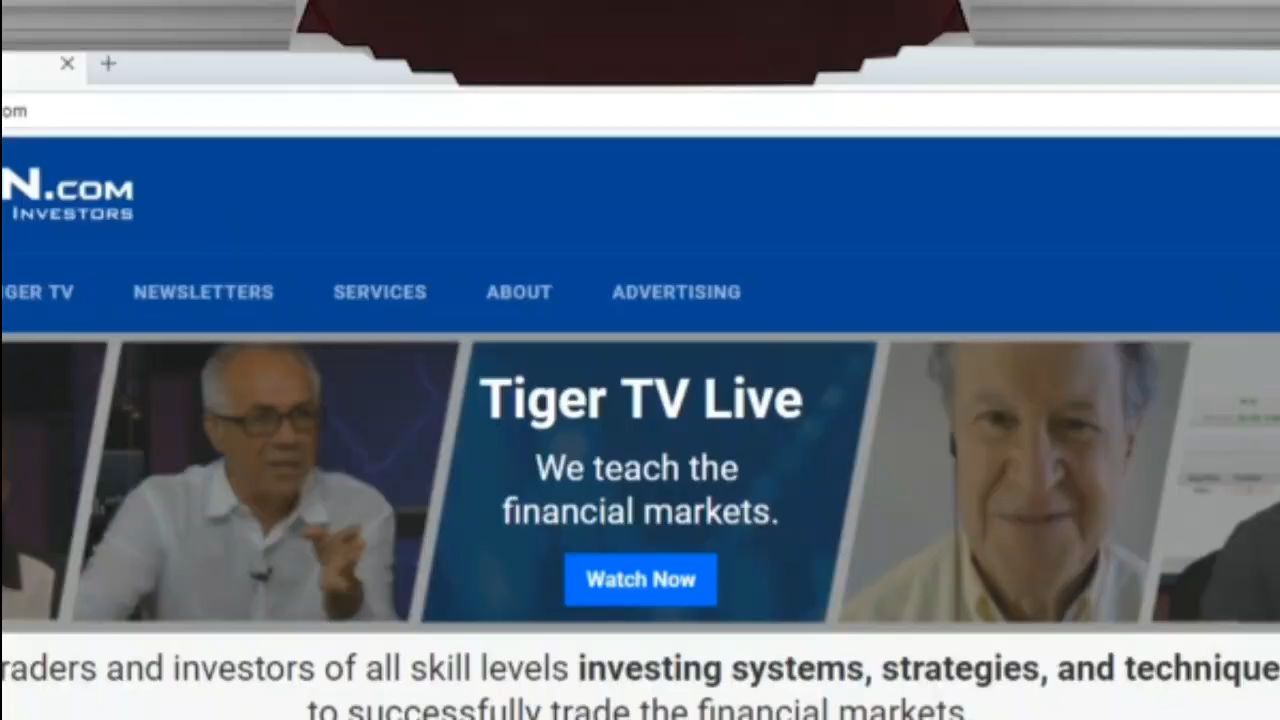 om
N.COM
INVESTORS
IGER TV NEWSLETTERS SERVICES ABOUT ADVERTISING
Tiger TV Live
We teach the
financial markets.
Watch Now
raders and investors of all skill levels investing systems, strategies, and technique
to successfully trade the financial markets.